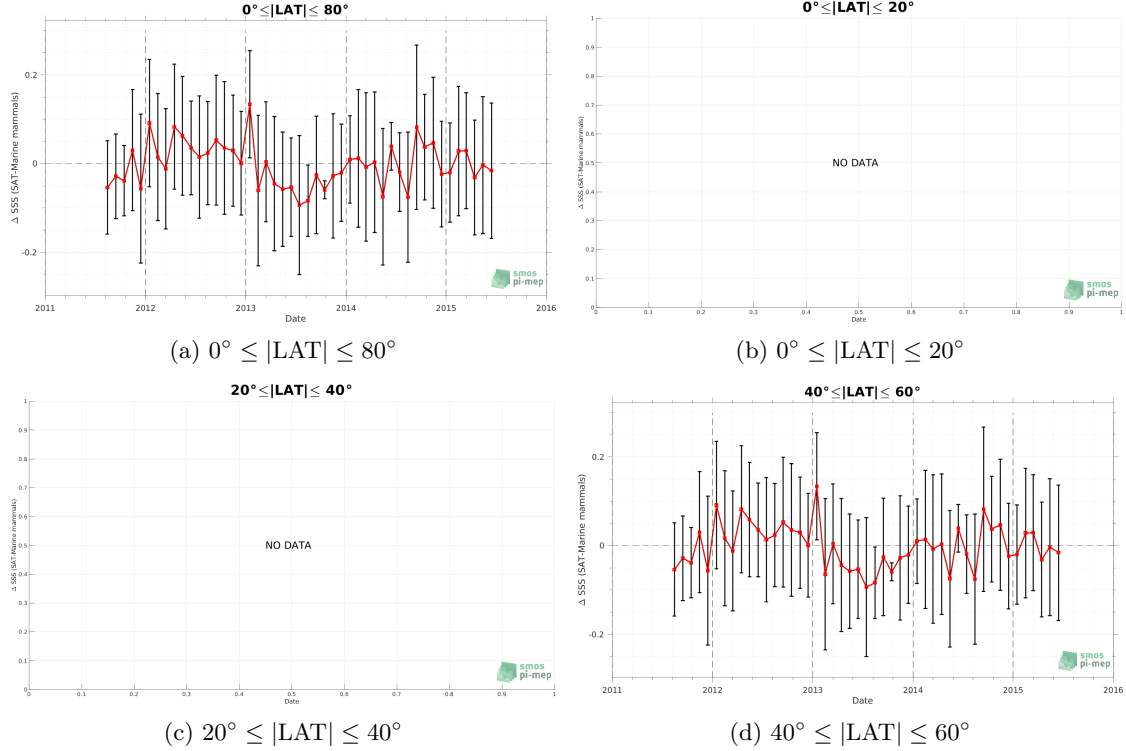 0°≤|LAT|≤ 80°
Δ SSS (SAT-Marine mammals)
0.2
0
-0.2
2011 2012 2013 2014 2015 2016
Date
smos
pi-mep
(a) 0° ≤ |LAT| ≤ 80°
0°≤|LAT|≤ 20°
Δ SSS (SAT-Marine mammals)
1
0.9
0.8
0.7
0.6
0.5
0.4
0.3
0.2
0.1
0
NO DATA
0 0.1 0.2 0.3 0.4 0.5 0.6 0.7 0.8 0.9 1
Date
smos
pi-mep
(b) 0° ≤ |LAT| ≤ 20°
20°≤|LAT|≤ 40°
Δ SSS (SAT-Marine mammals)
1
0.9
0.8
0.7
0.6
0.5
0.4
0.3
0.2
0.1
0
NO DATA
0 0.1 0.2 0.3 0.4 0.5 0.6 0.7 0.8 0.9 1
Date
smos
pi-mep
(c) 20° ≤ |LAT| ≤ 40°
40°≤|LAT|≤ 60°
Δ SSS (SAT-Marine mammals)
0.2
0
-0.2
2011 2012 2013 2014 2015 2016
Date
smos
pi-mep
(d) 40° ≤ |LAT| ≤ 60°